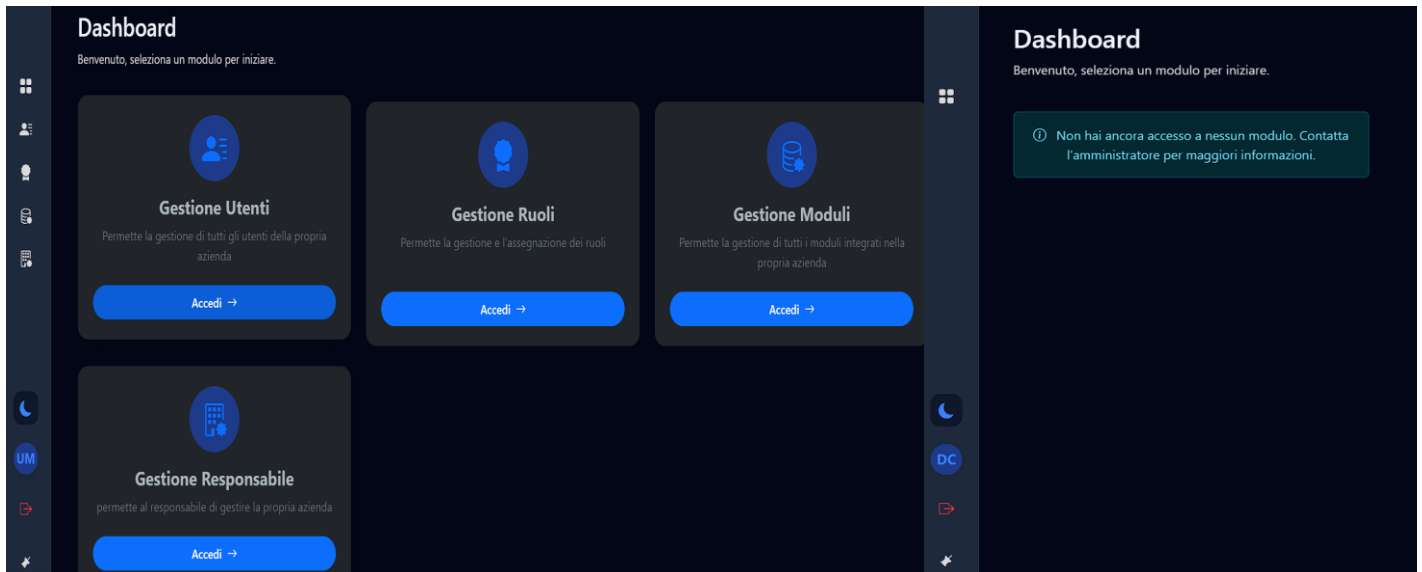 Dashboard
Benvenuto, seleziona un modulo per iniziare.
Gestione Utenti
Permette la gestione di tutti gli utenti della propria
azienda
Accedi →
Gestione Ruoli
Permette la gestione e l'assegnazione dei ruoli
Accedi →
Gestione Moduli
Permette la gestione di tutti i moduli integrati nella
propria azienda
Accedi →
Gestione Responsabile
permette al responsabile di gestire la propria azienda
Accedi →
UM
Dashboard
Benvenuto, seleziona un modulo per iniziare.
Non hai ancora accesso a nessun modulo. Contatta
l'amministratore per maggiori informazioni.
DC